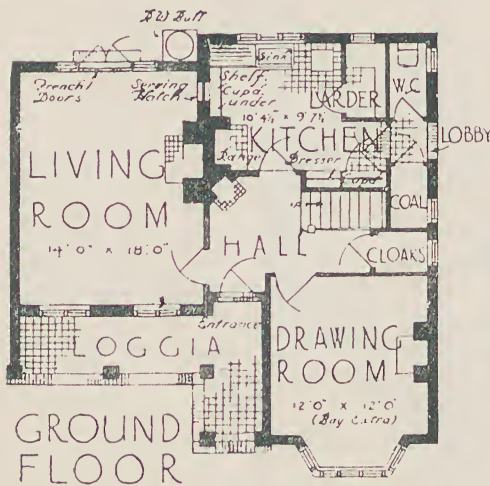 R.W. Butt
French
Doors
Serving
Hatch
Shelf
Cupd.
under
Sink
LARDER
W.C.
10'4½" × 9'7½"
KITCHEN
LOBBY
Range
Dresser
LIVING
ROOM
14'0" × 18'0"
up
COAL
HALL
CLOAKS
Entrance
LOGGIA
DRAWING
ROOM
12'0" × 12'0"
(Bay Extra)
GROUND
FLOOR